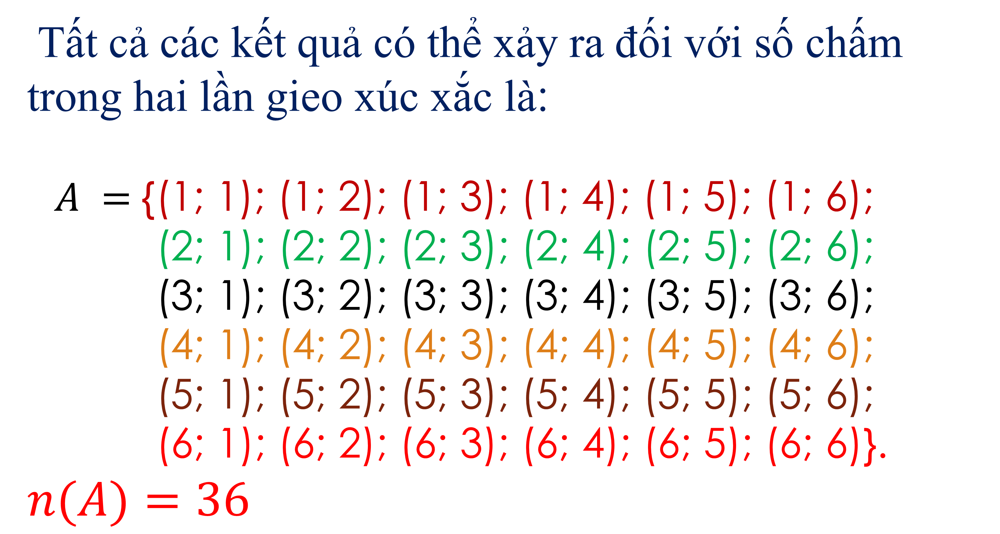 Tất cả các kết quả có thể xảy ra đối với số chấm
trong hai lần gieo xúc xắc là:
A = {(1; 1); (1; 2); (1; 3); (1; 4); (1; 5); (1; 6);
(2; 1); (2; 2); (2; 3); (2; 4); (2; 5); (2; 6);
(3; 1); (3; 2); (3; 3); (3; 4); (3; 5); (3; 6);
(4; 1); (4; 2); (4; 3); (4; 4); (4; 5); (4; 6);
(5; 1); (5; 2); (5; 3); (5; 4); (5; 5); (5; 6);
(6; 1); (6; 2); (6; 3); (6; 4); (6; 5); (6; 6)}.
n(A) = 36